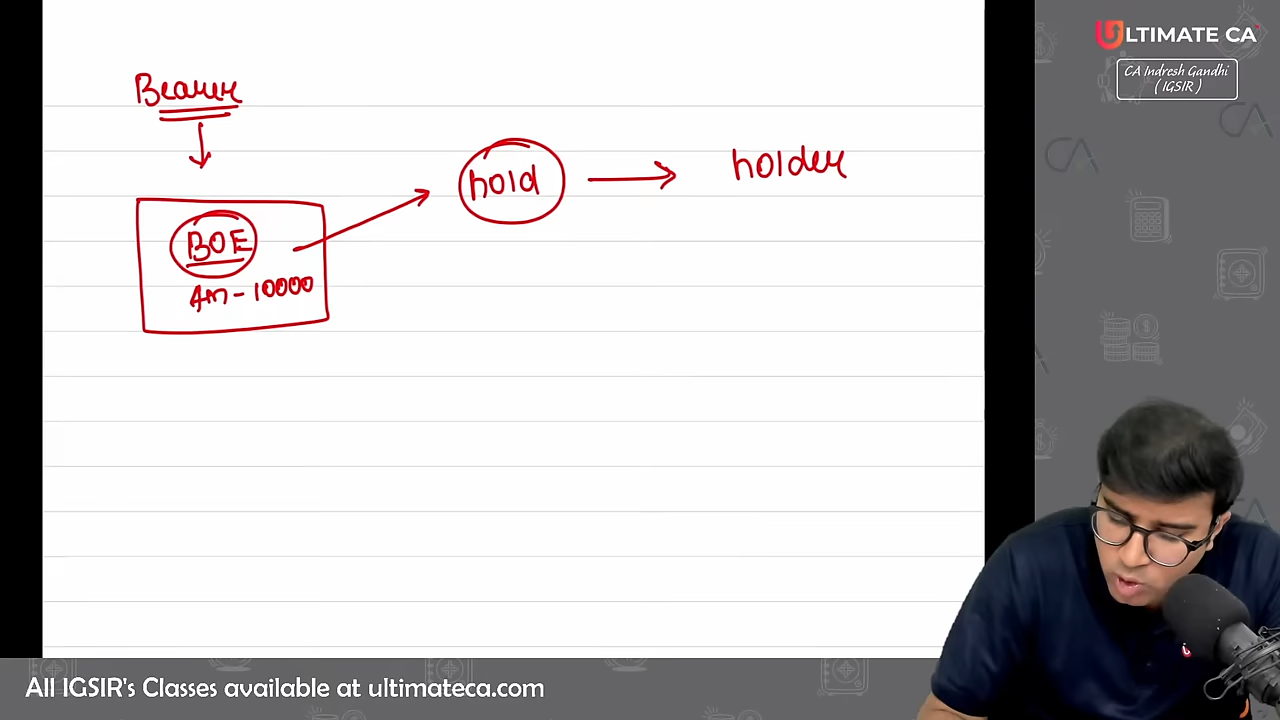 Bearer
BOE
Am - 10000
hold
holder
ULTIMATE CA
CA Indresh Gandhi
( IGSIR )
All IGSIR's Classes available at ultimateca.com